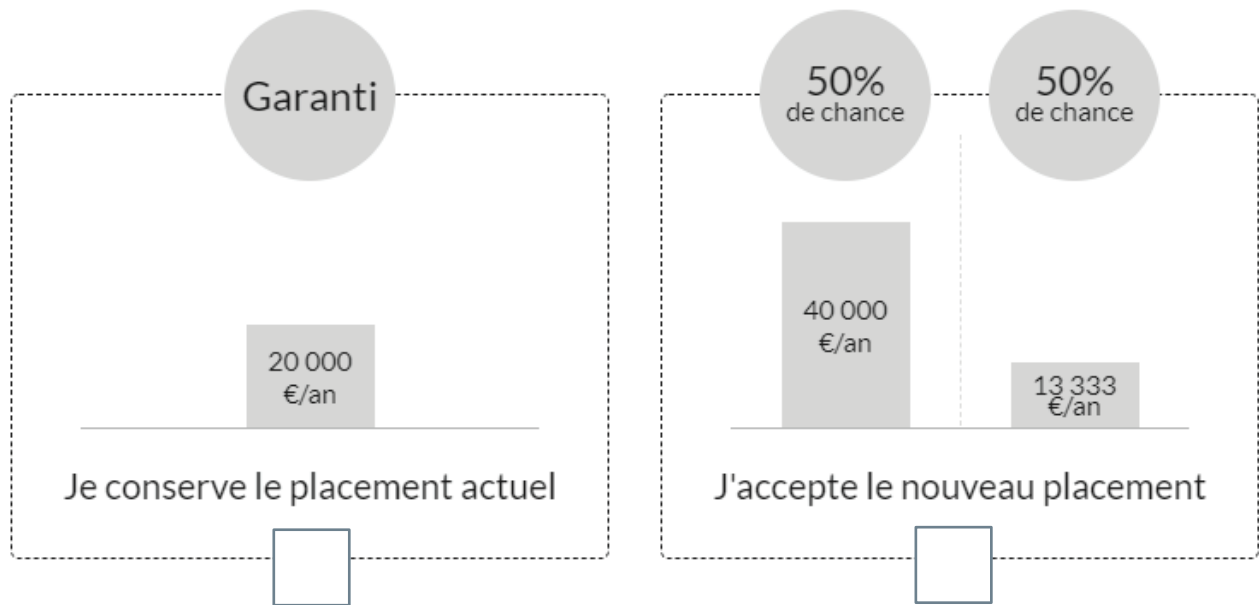 Garanti
20 000
€/an
Je conserve le placement actuel
50%
de chance
50%
de chance
40 000
€/an
13 333
€/an
J'accepte le nouveau placement